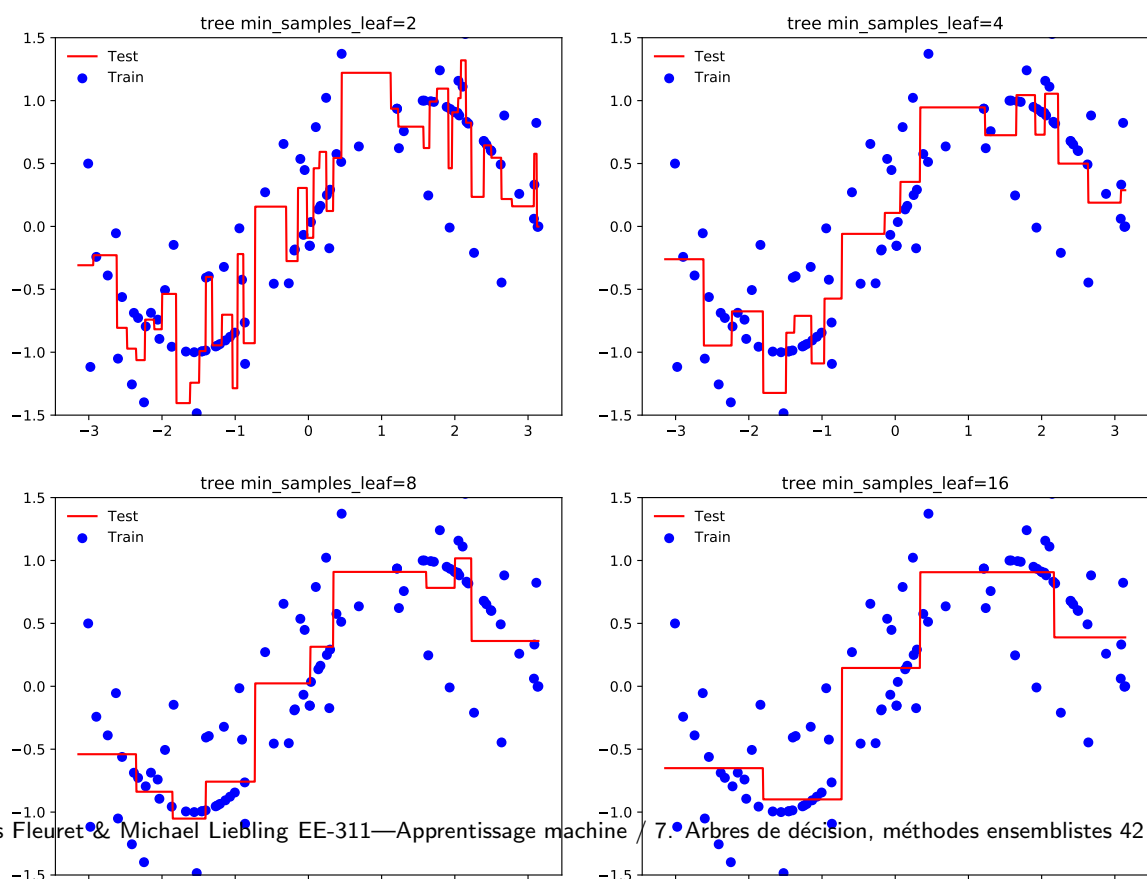 tree min_samples_leaf=2
1.5
1.0
0.5
0.0
−0.5
−1.0
−1.5
−3 −2 −1 0 1 2 3
Test
Train
tree min_samples_leaf=4
1.5
1.0
0.5
0.0
−0.5
−1.0
−1.5
−3 −2 −1 0 1 2 3
Test
Train
tree min_samples_leaf=8
1.5
1.0
0.5
0.0
−0.5
−1.0
−1.5
Test
Train
tree min_samples_leaf=16
1.5
1.0
0.5
0.0
−0.5
−1.0
−1.5
Test
Train
s Fleuret & Michael Liebling EE-311—Apprentissage machine / 7. Arbres de décision, méthodes ensemblistes 42